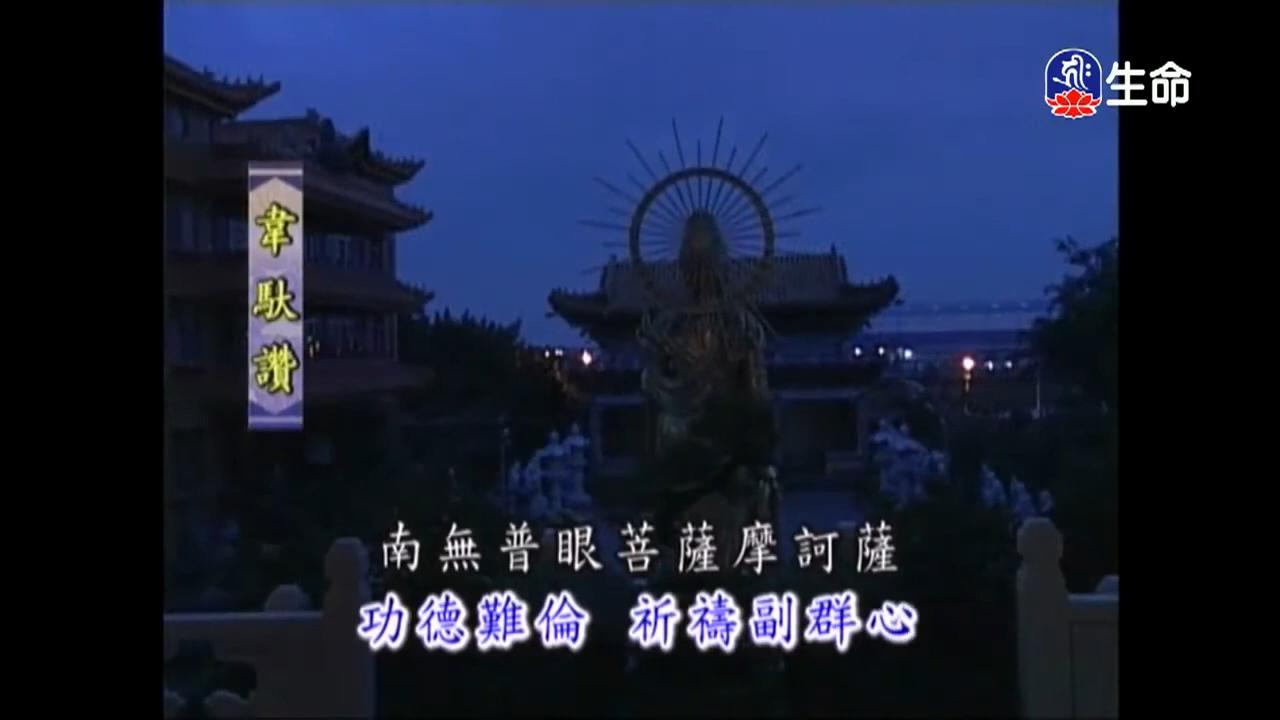 生命
韋馱讚
南無普眼菩薩摩訶薩
功德難倫 祈禱副群心